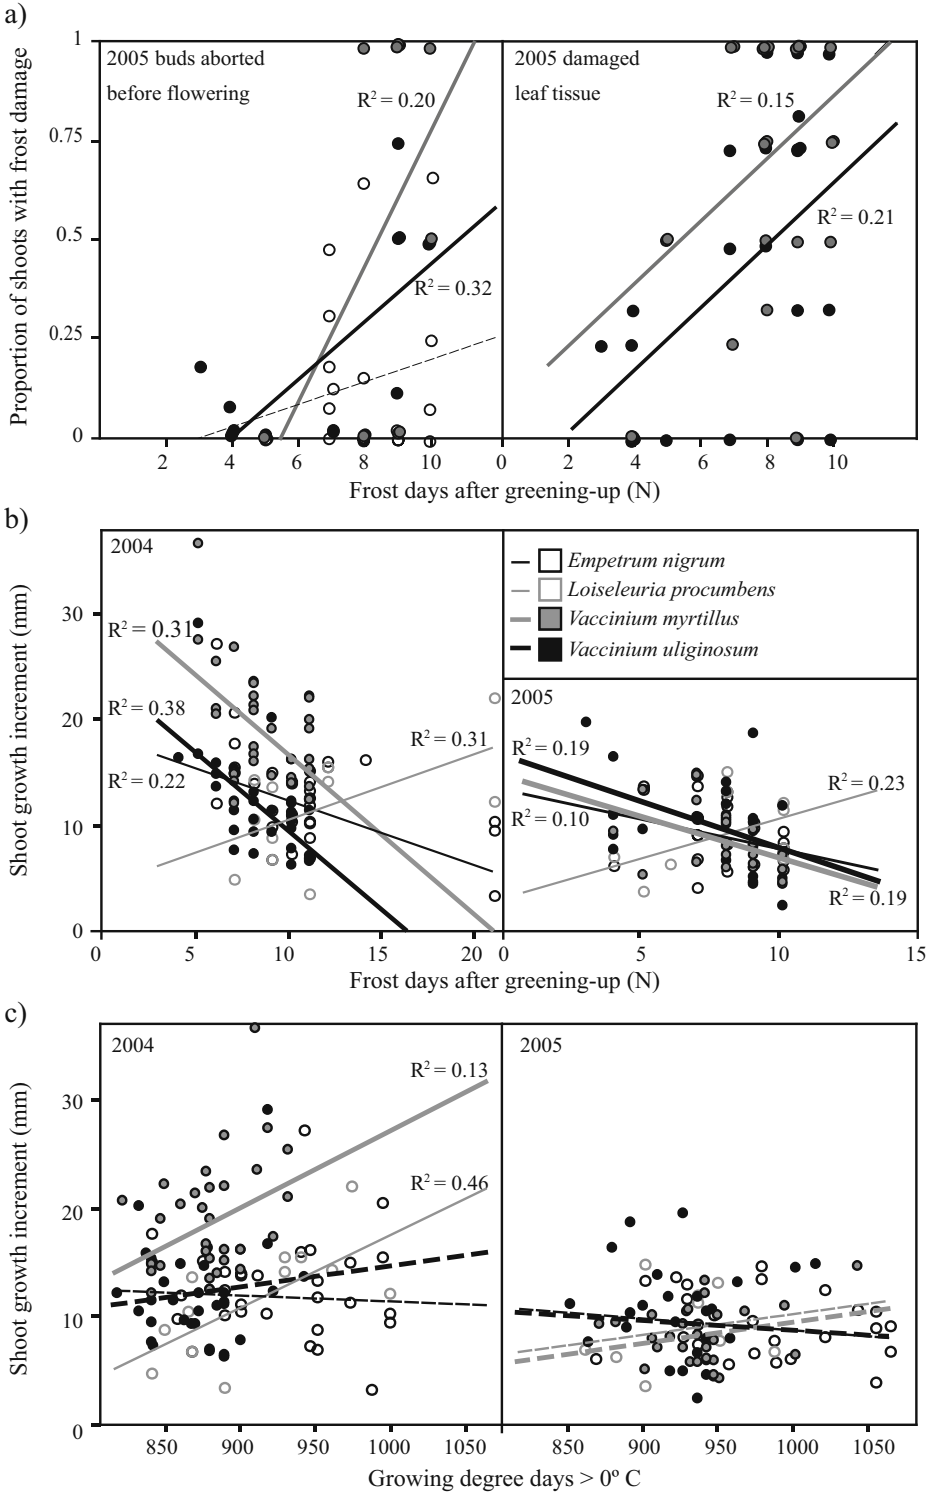 a)
Proportion of shoots with frost damage
1
0.75
0.5
0.25
0
2005 buds aborted
before flowering
R² = 0.20
R² = 0.32
2005 damaged
leaf tissue
R² = 0.15
R² = 0.21
2 4 6 8 10 0 2 4 6 8 10
Frost days after greening-up (N)
b)
Shoot growth increment (mm)
30
20
10
0
2004
R² = 0.31
R² = 0.38
R² = 0.22
R² = 0.31
Empetrum nigrum
Loiseleuria procumbens
Vaccinium myrtillus
Vaccinium uliginosum
2005
R² = 0.19
R² = 0.10
R² = 0.23
R² = 0.19
0 5 10 15 20 0 5 10 15
Frost days after greening-up (N)
c)
Shoot growth increment (mm)
30
20
10
0
2004
R² = 0.13
R² = 0.46
2005
850 900 950 1000 1050 850 900 950 1000 1050
Growing degree days > 0º C